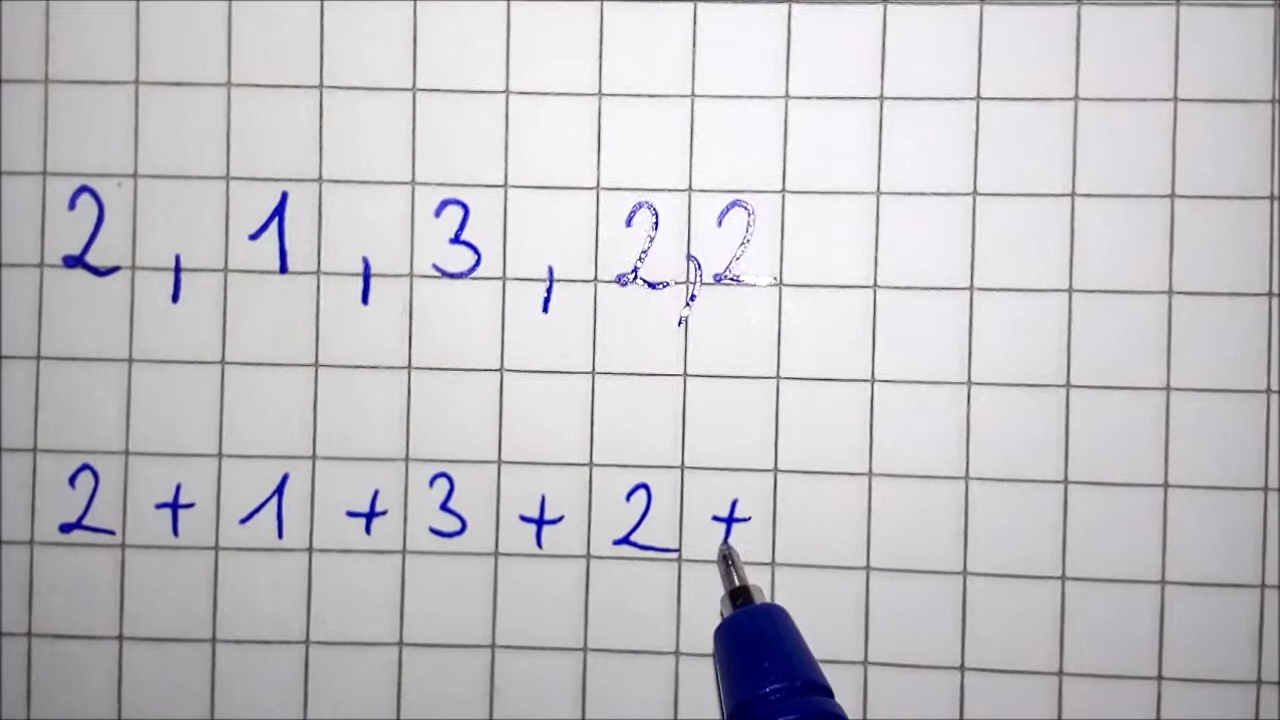 2 , 1 , 3 , 2 , 2
2 + 1 + 3 + 2 +